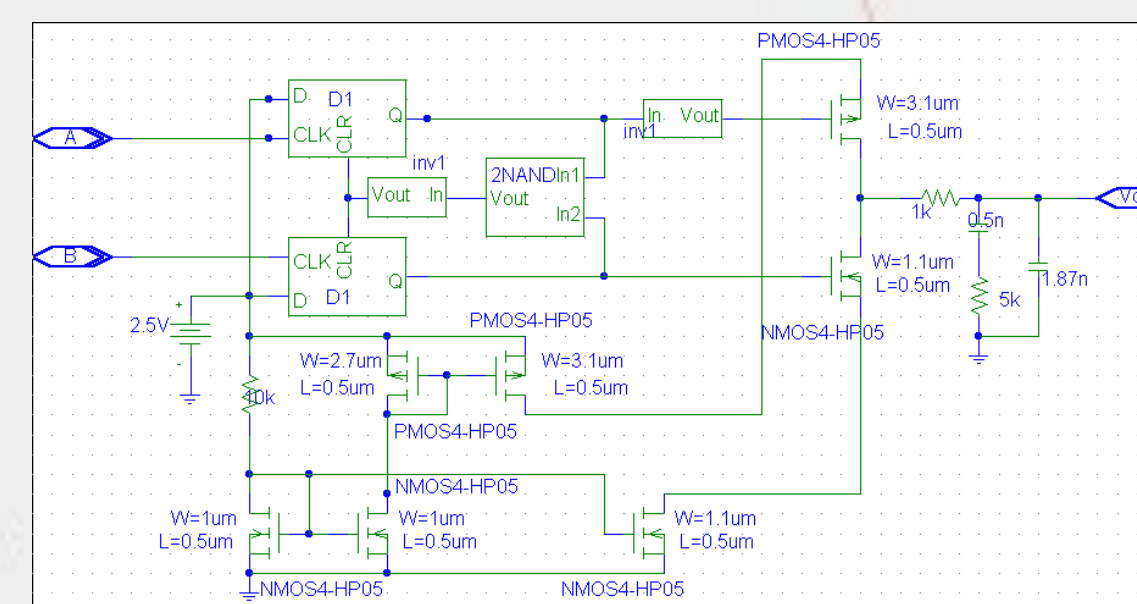 PMOS4-HP05
D
D1
Q
CLK
CLR
A
In
Vout
inv1
W=3.1um
L=0.5um
inv1
Vout
In
2NAND
In1
Vout
In2
1k
0.5n
B
CLK
CLR
Q
D
D1
W=1.1um
L=0.5um
1.87n
5k
NMOS4-HP05
+
2.5V
-
PMOS4-HP05
W=2.7um
L=0.5um
W=3.1um
L=0.5um
10k
PMOS4-HP05
NMOS4-HP05
W=1um
L=0.5um
W=1um
L=0.5um
W=1.1um
L=0.5um
NMOS4-HP05
NMOS4-HP05